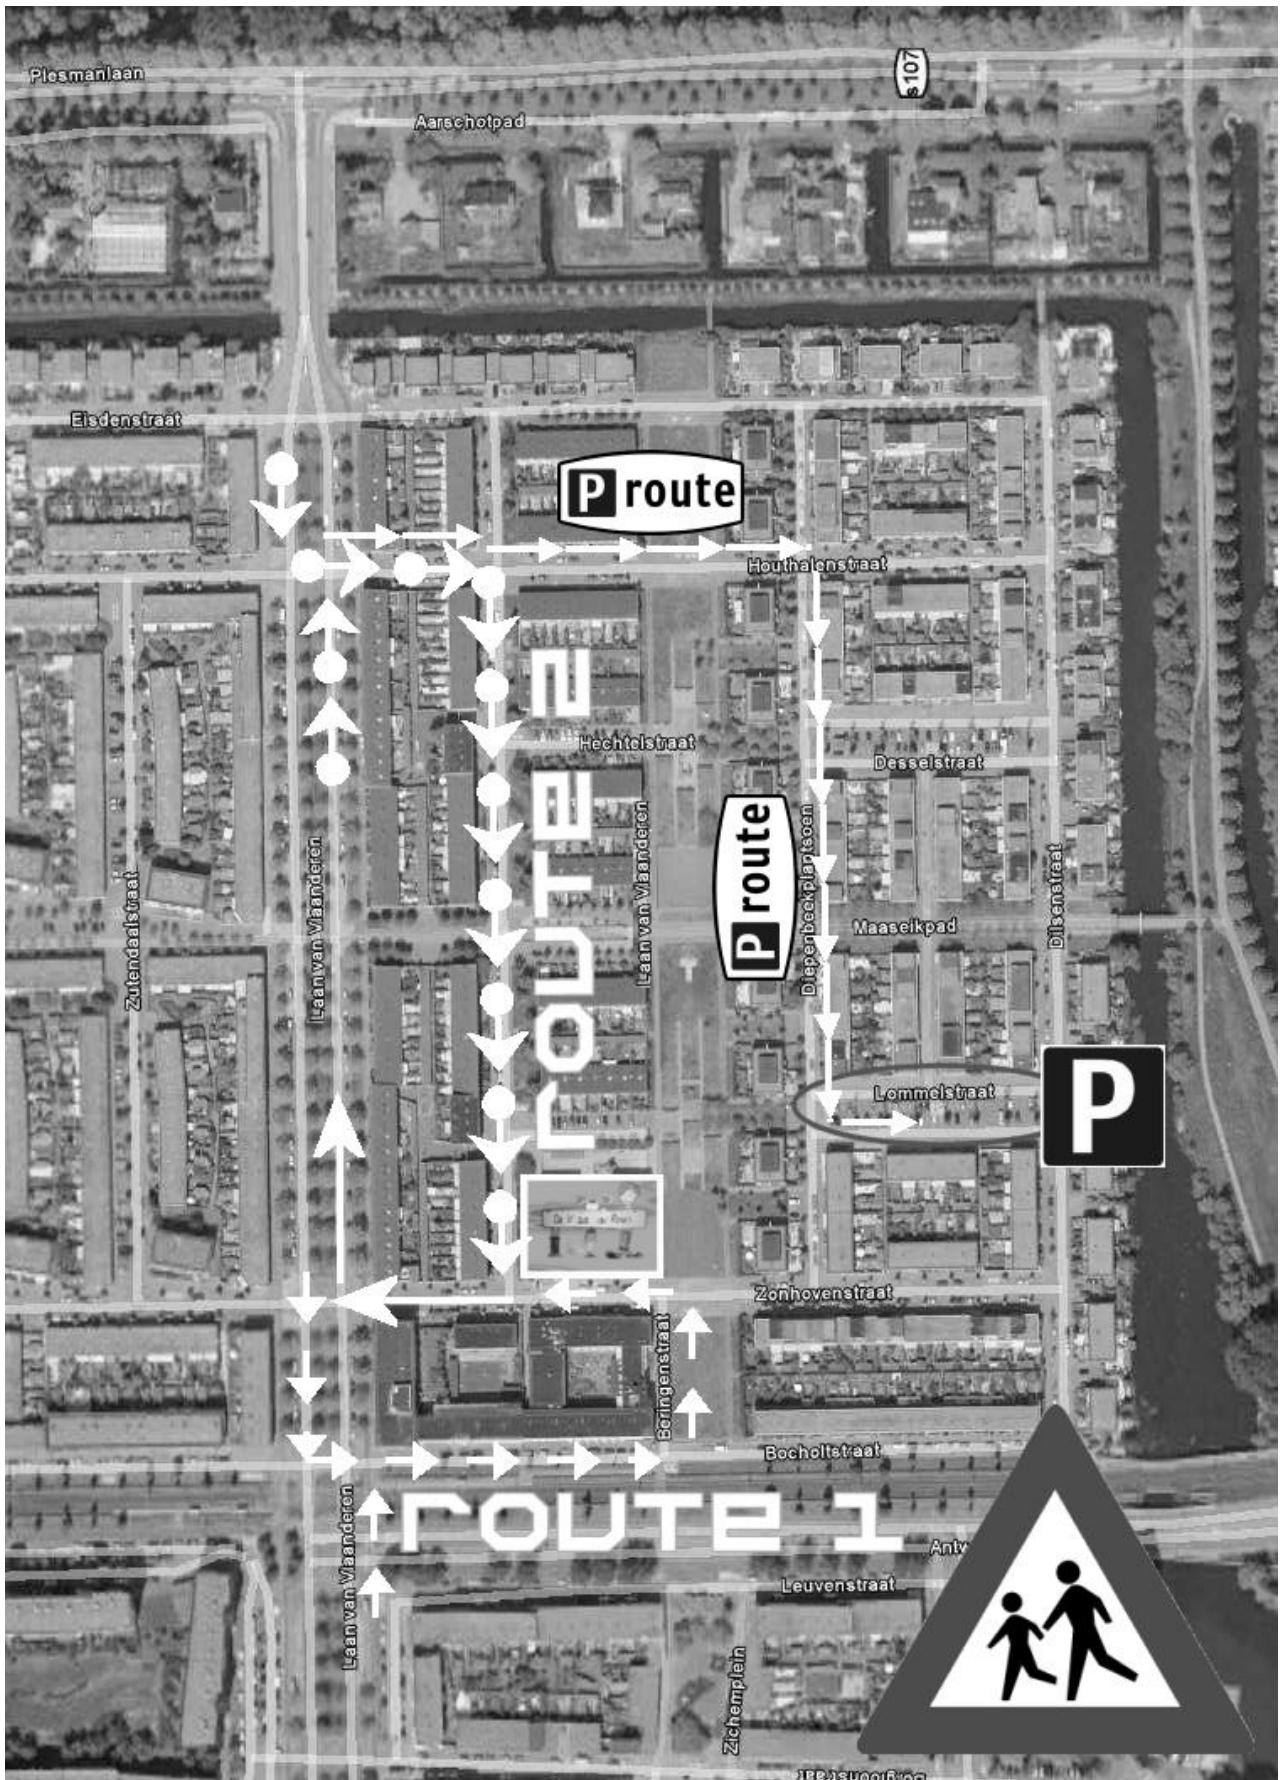 Plesmanlaan
s107
Aarschotpad
Eisdenstraat
P route
Houthalenstraat
route 2
Hechtelstraat
Desselstraat
Laan van Vlaanderen
Laan van Vlaanderen
P route
Diepenbeekplantsoen
Dilsenstraat
Zutendaalstraat
Maaseikpad
Lommelstraat
P
Zonhovenstraat
Beringenstraat
Bocholtstraat
Laan van Vlaanderen
route 1
Antw
Leuvenstraat
Zichemplein